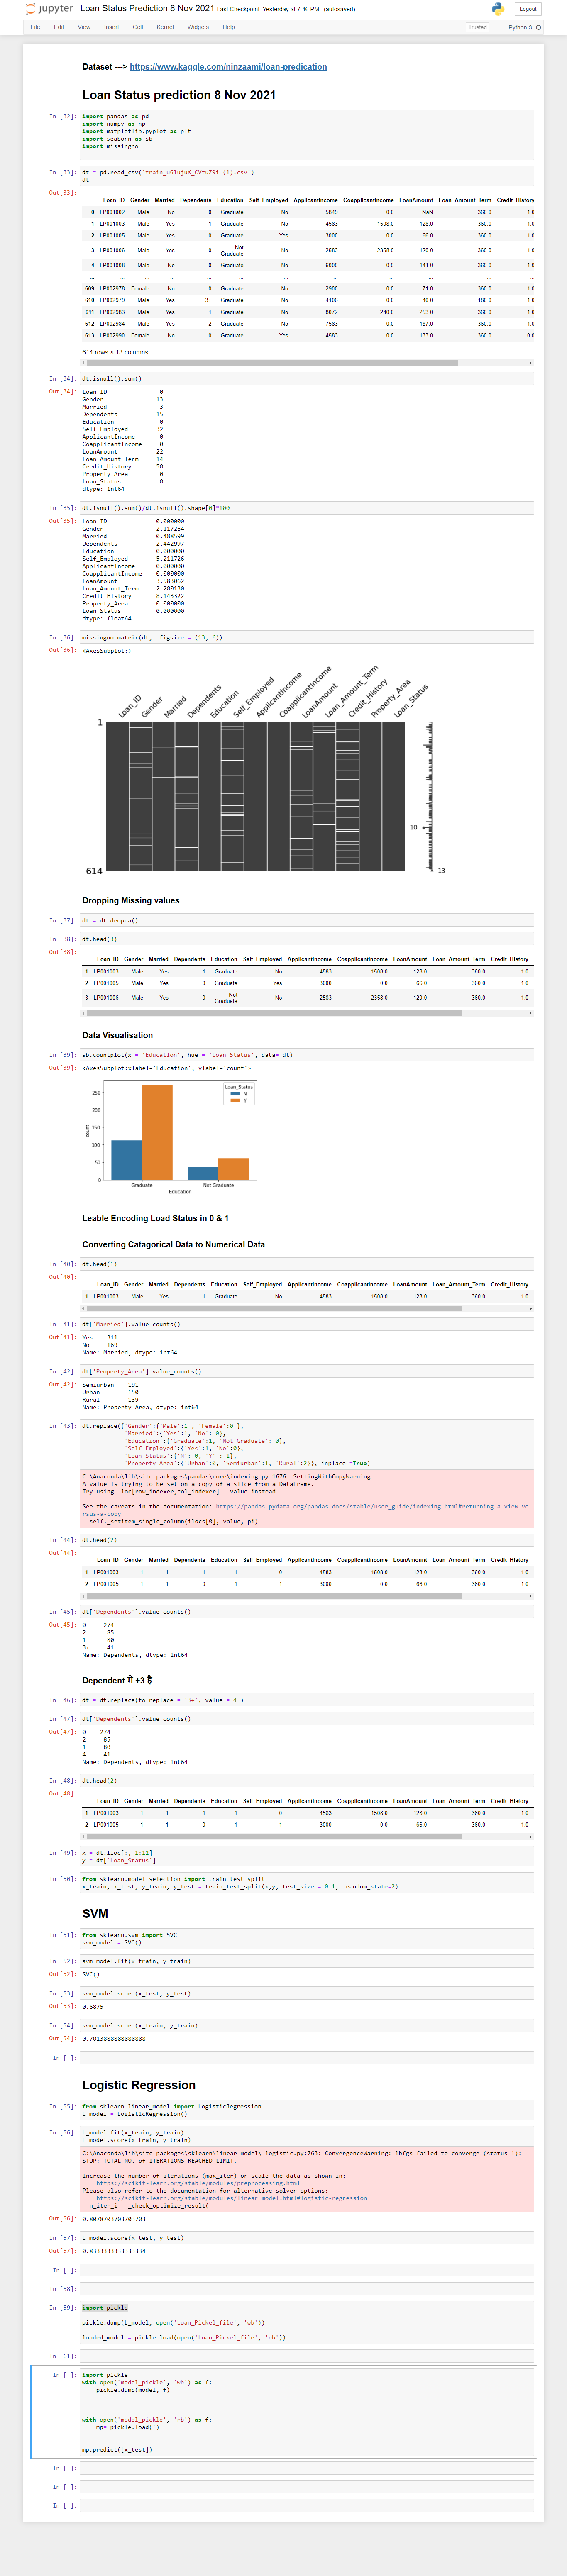 jupyter Loan Status Prediction 8 Nov 2021 Last Checkpoint: Yesterday at 7:46 PM (autosaved)
Logout
File Edit View Insert Cell Kernel Widgets Help
Trusted Python 3
Dataset ---> https://www.kaggle.com/ninzaami/loan-predication
Loan Status prediction 8 Nov 2021
In [32]: import pandas as pd
import numpy as np
import matplotlib.pyplot as plt
import seaborn as sb
import missingno
In [33]: dt = pd.read_csv('train_u6lujuX_CVtuZ9i (1).csv')
dt
Out[33]:
Loan_ID Gender Married Dependents Education Self_Employed ApplicantIncome CoapplicantIncome LoanAmount Loan_Amount_Term Credit_History
0 LP001002 Male No 0 Graduate No 5849 0.0 NaN 360.0 1.0
1 LP001003 Male Yes 1 Graduate No 4583 1508.0 128.0 360.0 1.0
2 LP001005 Male Yes 0 Graduate Yes 3000 0.0 66.0 360.0 1.0
3 LP001006 Male Yes 0 Not Graduate No 2583 2358.0 120.0 360.0 1.0
4 LP001008 Male No 0 Graduate No 6000 0.0 141.0 360.0 1.0
... ... ... ... ... ... ... ... ... ... ... ...
609 LP002978 Female No 0 Graduate No 2900 0.0 71.0 360.0 1.0
610 LP002979 Male Yes 3+ Graduate No 4106 0.0 40.0 180.0 1.0
611 LP002983 Male Yes 1 Graduate No 8072 240.0 253.0 360.0 1.0
612 LP002984 Male Yes 2 Graduate No 7583 0.0 187.0 360.0 1.0
613 LP002990 Female No 0 Graduate Yes 4583 0.0 133.0 360.0 0.0
614 rows × 13 columns
In [34]: dt.isnull().sum()
Out[34]: Loan_ID 0
Gender 13
Married 3
Dependents 15
Education 0
Self_Employed 32
ApplicantIncome 0
CoapplicantIncome 0
LoanAmount 22
Loan_Amount_Term 14
Credit_History 50
Property_Area 0
Loan_Status 0
dtype: int64
In [35]: dt.isnull().sum()/dt.isnull().shape[0]*100
Out[35]: Loan_ID 0.000000
Gender 2.117264
Married 0.488599
Dependents 2.442997
Education 0.000000
Self_Employed 5.211726
ApplicantIncome 0.000000
CoapplicantIncome 0.000000
LoanAmount 3.583062
Loan_Amount_Term 2.280130
Credit_History 8.143322
Property_Area 0.000000
Loan_Status 0.000000
dtype: float64
In [36]: missingno.matrix(dt, figsize = (13, 6))
Out[36]: <AxesSubplot:>
Loan_ID Gender Married Dependents Education Self_Employed ApplicantIncome CoapplicantIncome LoanAmount Loan_Amount_Term Credit_History Property_Area Loan_Status
1
10
614 13
Dropping Missing values
In [37]: dt = dt.dropna()
In [38]: dt.head(3)
Out[38]:
Loan_ID Gender Married Dependents Education Self_Employed ApplicantIncome CoapplicantIncome LoanAmount Loan_Amount_Term Credit_History
1 LP001003 Male Yes 1 Graduate No 4583 1508.0 128.0 360.0 1.0
2 LP001005 Male Yes 0 Graduate Yes 3000 0.0 66.0 360.0 1.0
3 LP001006 Male Yes 0 Not Graduate No 2583 2358.0 120.0 360.0 1.0
Data Visualisation
In [39]: sb.countplot(x = 'Education', hue = 'Loan_Status', data= dt)
Out[39]: <AxesSubplot:xlabel='Education', ylabel='count'>
Loan_Status
N
Y
250
200
150
100
50
0
count
Graduate Not Graduate
Education
Leable Encoding Load Status in 0 & 1
Converting Catagorical Data to Numerical Data
In [40]: dt.head(1)
Out[40]:
Loan_ID Gender Married Dependents Education Self_Employed ApplicantIncome CoapplicantIncome LoanAmount Loan_Amount_Term Credit_History
1 LP001003 Male Yes 1 Graduate No 4583 1508.0 128.0 360.0 1.0
In [41]: dt['Married'].value_counts()
Out[41]: Yes 311
No 169
Name: Married, dtype: int64
In [42]: dt['Property_Area'].value_counts()
Out[42]: Semiurban 191
Urban 150
Rural 139
Name: Property_Area, dtype: int64
In [43]: dt.replace({'Gender':{'Male':1 , 'Female':0 },
'Married':{'Yes':1, 'No': 0},
'Education':{'Graduate':1, 'Not Graduate': 0},
'Self_Employed':{'Yes':1, 'No':0},
'Loan_Status':{'N': 0, 'Y' : 1},
'Property_Area':{'Urban':0, 'Semiurban':1, 'Rural':2}}, inplace =True)
C:\Anaconda\lib\site-packages\pandas\core\indexing.py:1676: SettingWithCopyWarning:
A value is trying to be set on a copy of a slice from a DataFrame.
Try using .loc[row_indexer,col_indexer] = value instead
See the caveats in the documentation: https://pandas.pydata.org/pandas-docs/stable/user_guide/indexing.html#returning-a-view-ve
rsus-a-copy
self._setitem_single_column(ilocs[0], value, pi)
In [44]: dt.head(2)
Out[44]:
Loan_ID Gender Married Dependents Education Self_Employed ApplicantIncome CoapplicantIncome LoanAmount Loan_Amount_Term Credit_History
1 LP001003 1 1 1 1 0 4583 1508.0 128.0 360.0 1.0
2 LP001005 1 1 0 1 1 3000 0.0 66.0 360.0 1.0
In [45]: dt['Dependents'].value_counts()
Out[45]: 0 274
2 85
1 80
3+ 41
Name: Dependents, dtype: int64
Dependent मे +3 है
In [46]: dt = dt.replace(to_replace = '3+', value = 4 )
In [47]: dt['Dependents'].value_counts()
Out[47]: 0 274
2 85
1 80
4 41
Name: Dependents, dtype: int64
In [48]: dt.head(2)
Out[48]:
Loan_ID Gender Married Dependents Education Self_Employed ApplicantIncome CoapplicantIncome LoanAmount Loan_Amount_Term Credit_History
1 LP001003 1 1 1 1 0 4583 1508.0 128.0 360.0 1.0
2 LP001005 1 1 0 1 1 3000 0.0 66.0 360.0 1.0
In [49]: x = dt.iloc[:, 1:12]
y = dt['Loan_Status']
In [50]: from sklearn.model_selection import train_test_split
x_train, x_test, y_train, y_test = train_test_split(x,y, test_size = 0.1, random_state=2)
SVM
In [51]: from sklearn.svm import SVC
svm_model = SVC()
In [52]: svm_model.fit(x_train, y_train)
Out[52]: SVC()
In [53]: svm_model.score(x_test, y_test)
Out[53]: 0.6875
In [54]: svm_model.score(x_train, y_train)
Out[54]: 0.7013888888888888
In [ ]:
Logistic Regression
In [55]: from sklearn.linear_model import LogisticRegression
L_model = LogisticRegression()
In [56]: L_model.fit(x_train, y_train)
L_model.score(x_train, y_train)
C:\Anaconda\lib\site-packages\sklearn\linear_model\_logistic.py:763: ConvergenceWarning: lbfgs failed to converge (status=1):
STOP: TOTAL NO. of ITERATIONS REACHED LIMIT.
Increase the number of iterations (max_iter) or scale the data as shown in:
https://scikit-learn.org/stable/modules/preprocessing.html
Please also refer to the documentation for alternative solver options:
https://scikit-learn.org/stable/modules/linear_model.html#logistic-regression
n_iter_i = _check_optimize_result(
Out[56]: 0.8078703703703703
In [57]: L_model.score(x_test, y_test)
Out[57]: 0.8333333333333334
In [ ]:
In [58]:
In [59]: import pickle
pickle.dump(L_model, open('Loan_Pickel_file', 'wb'))
loaded_model = pickle.load(open('Loan_Pickel_file', 'rb'))
In [61]:
In [ ]: import pickle
with open('model_pickle', 'wb') as f:
pickle.dump(model, f)
with open('model_pickle', 'rb') as f:
mp= pickle.load(f)
mp.predict([x_test])
In [ ]:
In [ ]:
In [ ]: